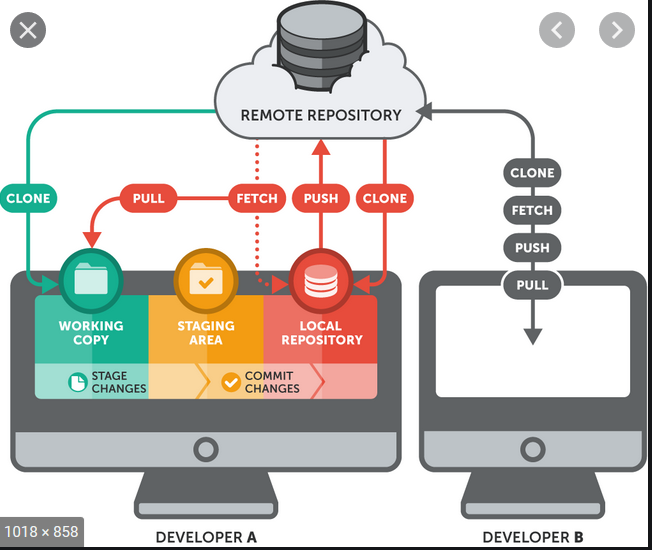 REMOTE REPOSITORY
CLONE
PULL
FETCH
PUSH
CLONE
CLONE
FETCH
PUSH
PULL
WORKING
COPY
STAGING
AREA
LOCAL
REPOSITORY
STAGE
CHANGES
COMMIT
CHANGES
1018 × 858
DEVELOPER A
DEVELOPER B